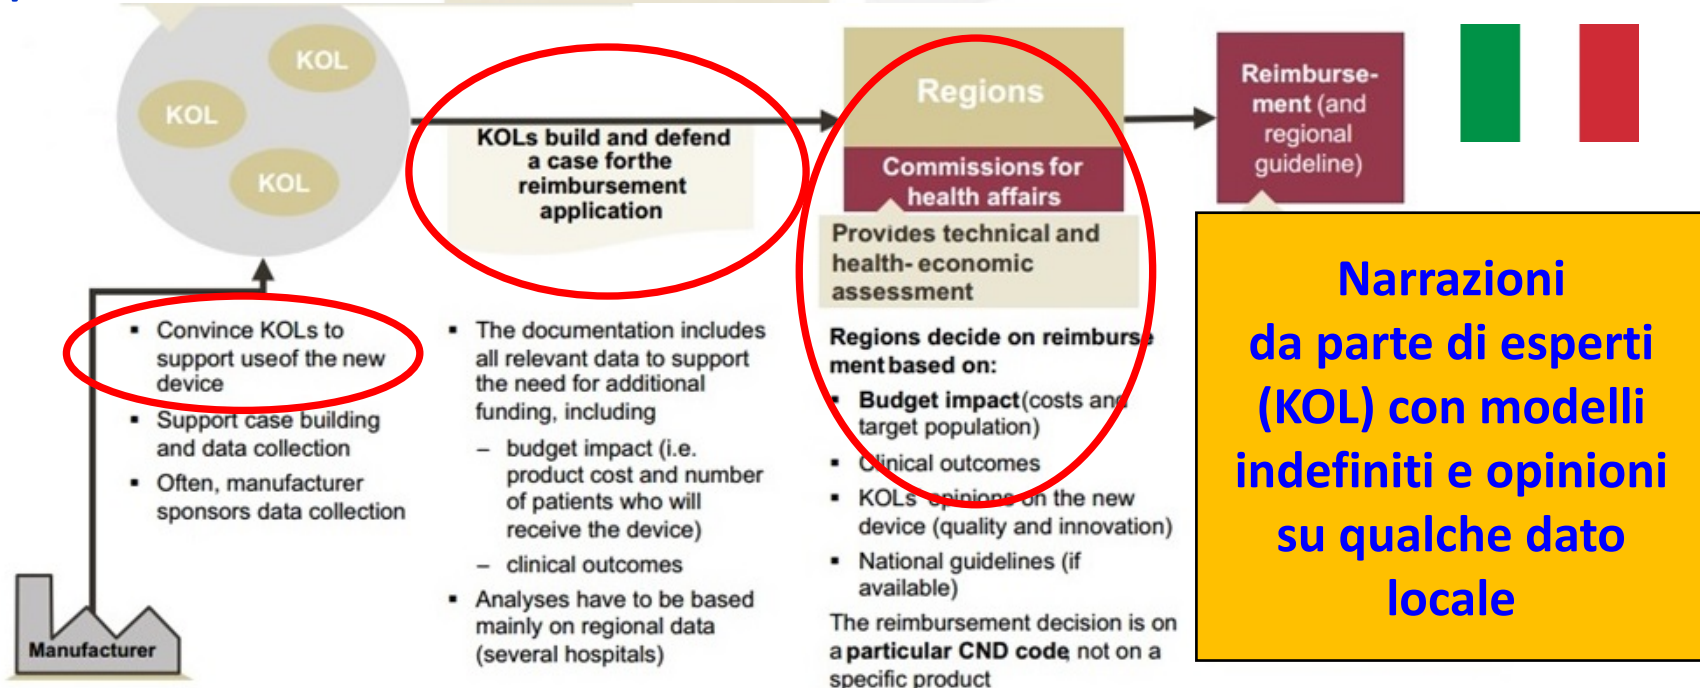 KOL
KOL
KOL
KOLs build and defend
a case forthe
reimbursement
application
Regions
Commissions for
health affairs
Provides technical and
health- economic
assessment
Reimburse-
ment (and
regional
guideline)
▪ Convince KOLs to
support useof the new
device
▪ Support case building
and data collection
▪ Often, manufacturer
sponsors data collection
Manufacturer
▪ The documentation includes
all relevant data to support
the need for additional
funding, including
– budget impact (i.e.
product cost and number
of patients who will
receive the device)
– clinical outcomes
▪ Analyses have to be based
mainly on regional data
(several hospitals)
Regions decide on reimburse
ment based on:
▪ Budget impact (costs and
target population)
▪ Clinical outcomes
▪ KOLs' opinions on the new
device (quality and innovation)
▪ National guidelines (if
available)
The reimbursement decision is on
a particular CND code, not on a
specific product
Narrazioni
da parte di esperti
(KOL) con modelli
indefiniti e opinioni
su qualche dato
locale